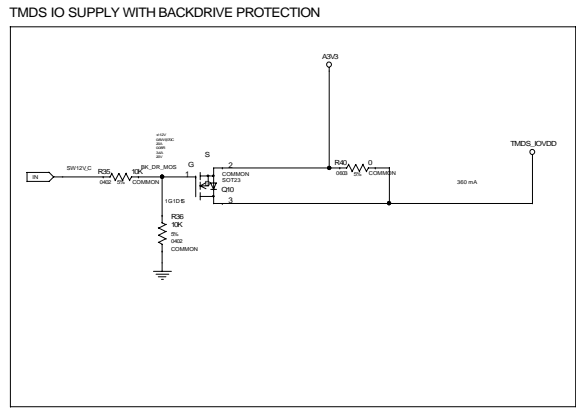 TMDS IO SUPPLY WITH BACKDRIVE PROTECTION
A3V3
TMDS_IOVDD
S
G
SW12V_C
R35
10K
BK_DR_MOS
2
R40
0
IN
0402
5%
COMMON
1
COMMON
SOT23
0603
5%
COMMON
360 mA
Q10
1G1D1S
3
R36
10K
5%
0402
COMMON